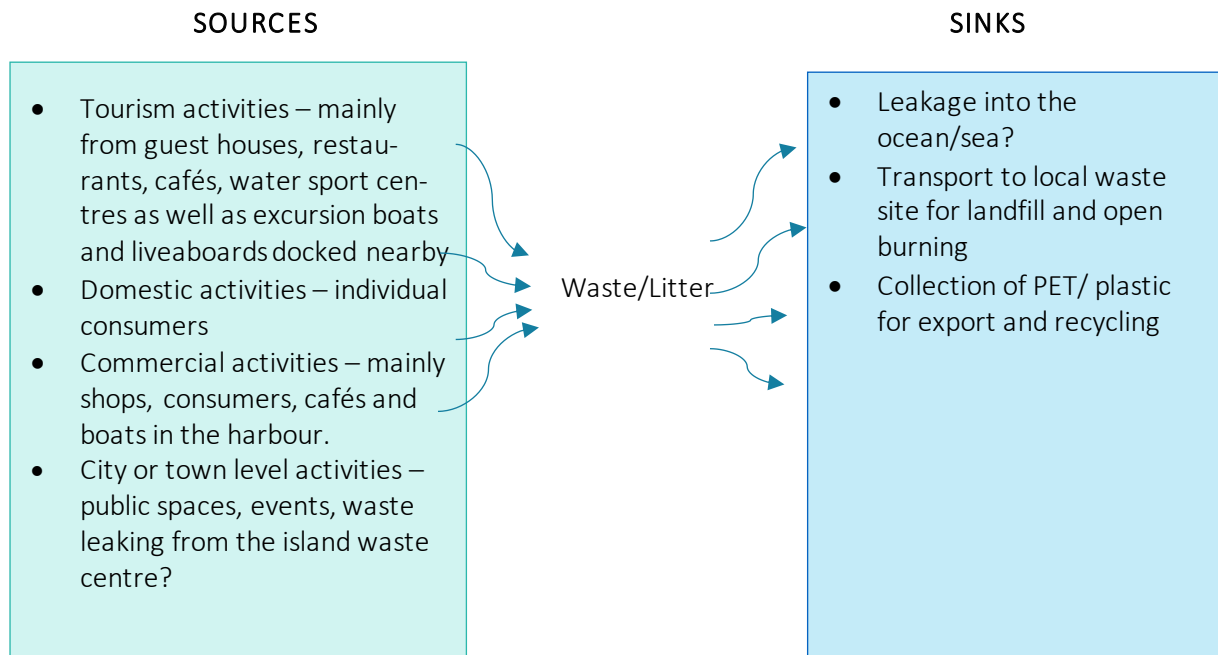 SOURCES
• Tourism activities – mainly
from guest houses, restau-
rants, cafés, water sport cen-
tres as well as excursion boats
and liveaboards docked nearby
• Domestic activities – individual
consumers
• Commercial activities – mainly
shops, consumers, cafés and
boats in the harbour.
• City or town level activities –
public spaces, events, waste
leaking from the island waste
centre?
Waste/Litter
SINKS
• Leakage into the
ocean/sea?
• Transport to local waste
site for landfill and open
burning
• Collection of PET/ plastic
for export and recycling